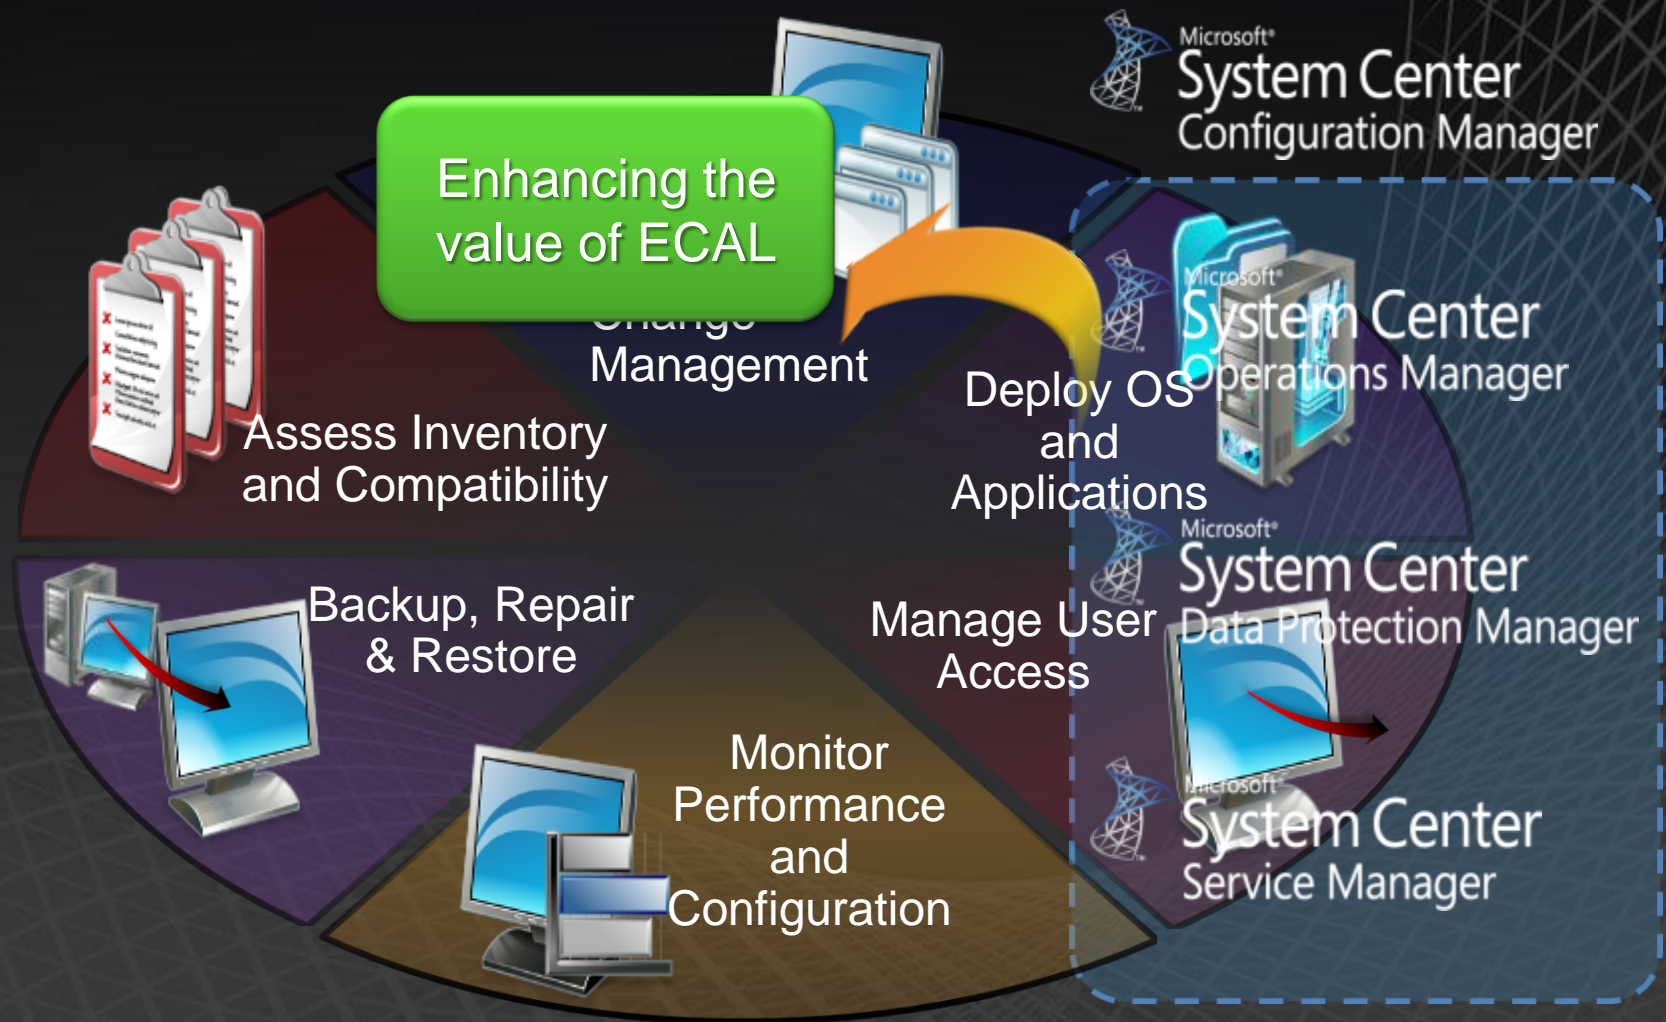 Enhancing the
value of ECAL
Change
Management
Assess Inventory
and Compatibility
Deploy OS
and
Applications
Backup, Repair
& Restore
Manage User
Access
Monitor
Performance
and
Configuration
Microsoft®
System Center
Configuration Manager
Microsoft®
System Center
Operations Manager
Microsoft®
System Center
Data Protection Manager
Microsoft®
System Center
Service Manager